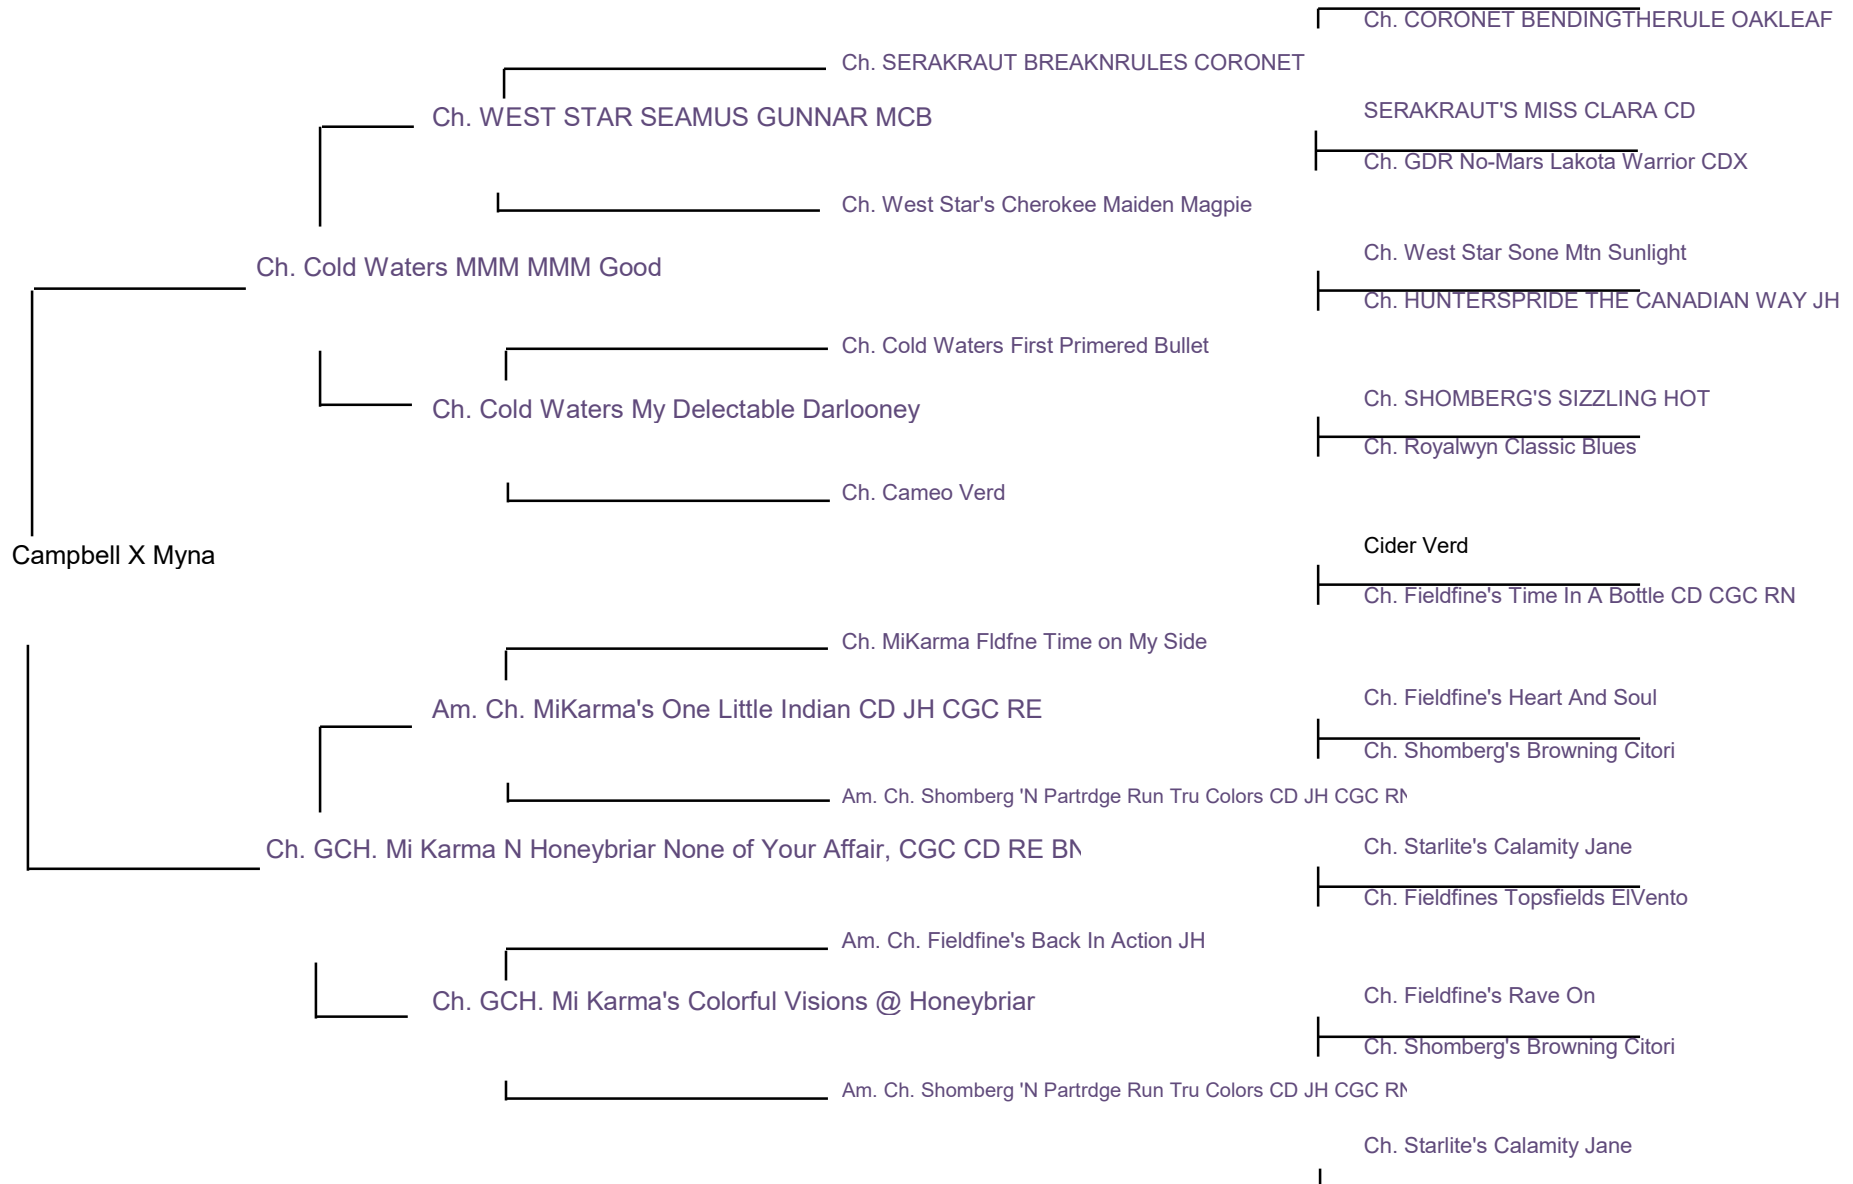 Ch. CORONET BENDINGTHERULE OAKLEAF
Ch. SERAKRAUT BREAKNRULES CORONET
Ch. WEST STAR SEAMUS GUNNAR MCB
SERAKRAUT'S MISS CLARA CD
Ch. GDR No-Mars Lakota Warrior CDX
Ch. West Star's Cherokee Maiden Magpie
Ch. Cold Waters MMM MMM Good
Ch. West Star Sone Mtn Sunlight
Ch. HUNTERSPRIDE THE CANADIAN WAY JH
Ch. Cold Waters First Primered Bullet
Ch. Cold Waters My Delectable Darlooney
Ch. SHOMBERG'S SIZZLING HOT
Ch. Royalwyn Classic Blues
Ch. Cameo Verd
Campbell X Myna
Cider Verd
Ch. Fieldfine's Time In A Bottle CD CGC RN
Ch. MiKarma Fldfne Time on My Side
Am. Ch. MiKarma's One Little Indian CD JH CGC RE
Ch. Fieldfine's Heart And Soul
Ch. Shomberg's Browning Citori
Am. Ch. Shomberg 'N Partrdge Run Tru Colors CD JH CGC RN
Ch. GCH. Mi Karma N Honeybriar None of Your Affair, CGC CD RE BN
Ch. Starlite's Calamity Jane
Ch. Fieldfines Topsfields ElVento
Am. Ch. Fieldfine's Back In Action JH
Ch. GCH. Mi Karma's Colorful Visions @ Honeybriar
Ch. Fieldfine's Rave On
Ch. Shomberg's Browning Citori
Am. Ch. Shomberg 'N Partrdge Run Tru Colors CD JH CGC RN
Ch. Starlite's Calamity Jane